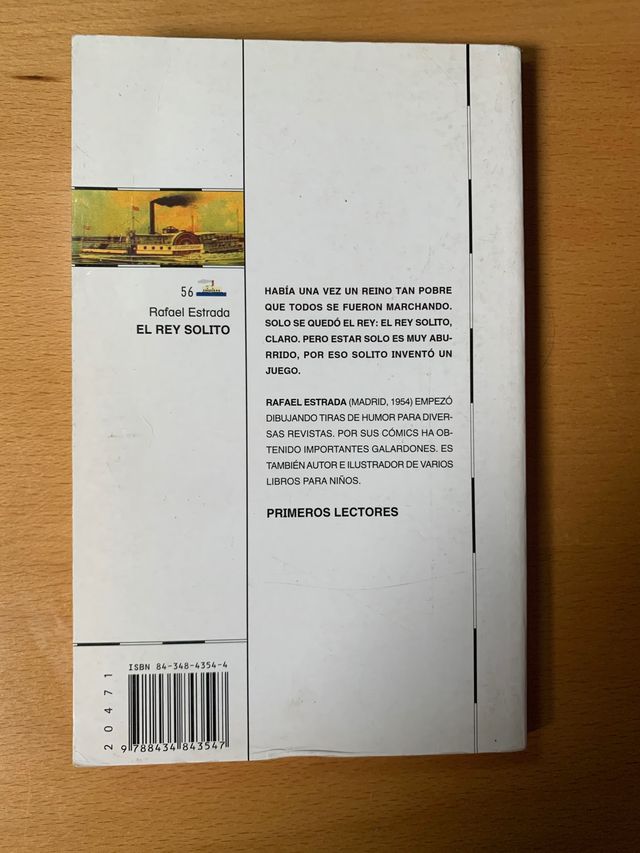 56
Rafael Estrada
EL REY SOLITO
HABÍA UNA VEZ UN REINO TAN POBRE
QUE TODOS SE FUERON MARCHANDO.
SOLO SE QUEDÓ EL REY: EL REY SOLITO,
CLARO. PERO ESTAR SOLO ES MUY ABU-
RRIDO, POR ESO SOLITO INVENTÓ UN
JUEGO.
RAFAEL ESTRADA (MADRID, 1954) EMPEZÓ
DIBUJANDO TIRAS DE HUMOR PARA DIVER-
SAS REVISTAS. POR SUS CÓMICS HA OB-
TENIDO IMPORTANTES GALARDONES. ES
TAMBIÉN AUTOR E ILUSTRADOR DE VARIOS
LIBROS PARA NIÑOS.
PRIMEROS LECTORES
ISBN 84-348-4354-4
20471
9 788434 843547